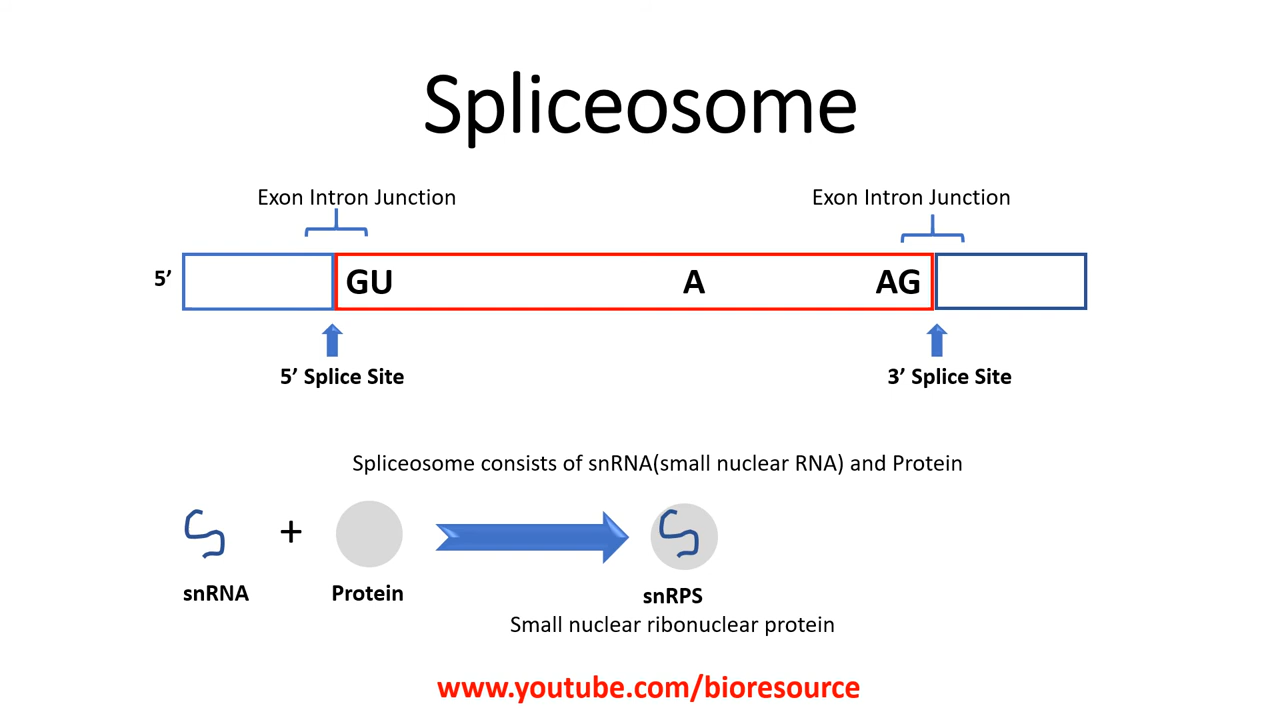 Spliceosome
Exon Intron Junction
Exon Intron Junction
5’
GU
A
AG
5’ Splice Site
3’ Splice Site
Spliceosome consists of snRNA(small nuclear RNA) and Protein
+
snRNA
Protein
snRPS
Small nuclear ribonuclear protein
www.youtube.com/bioresource